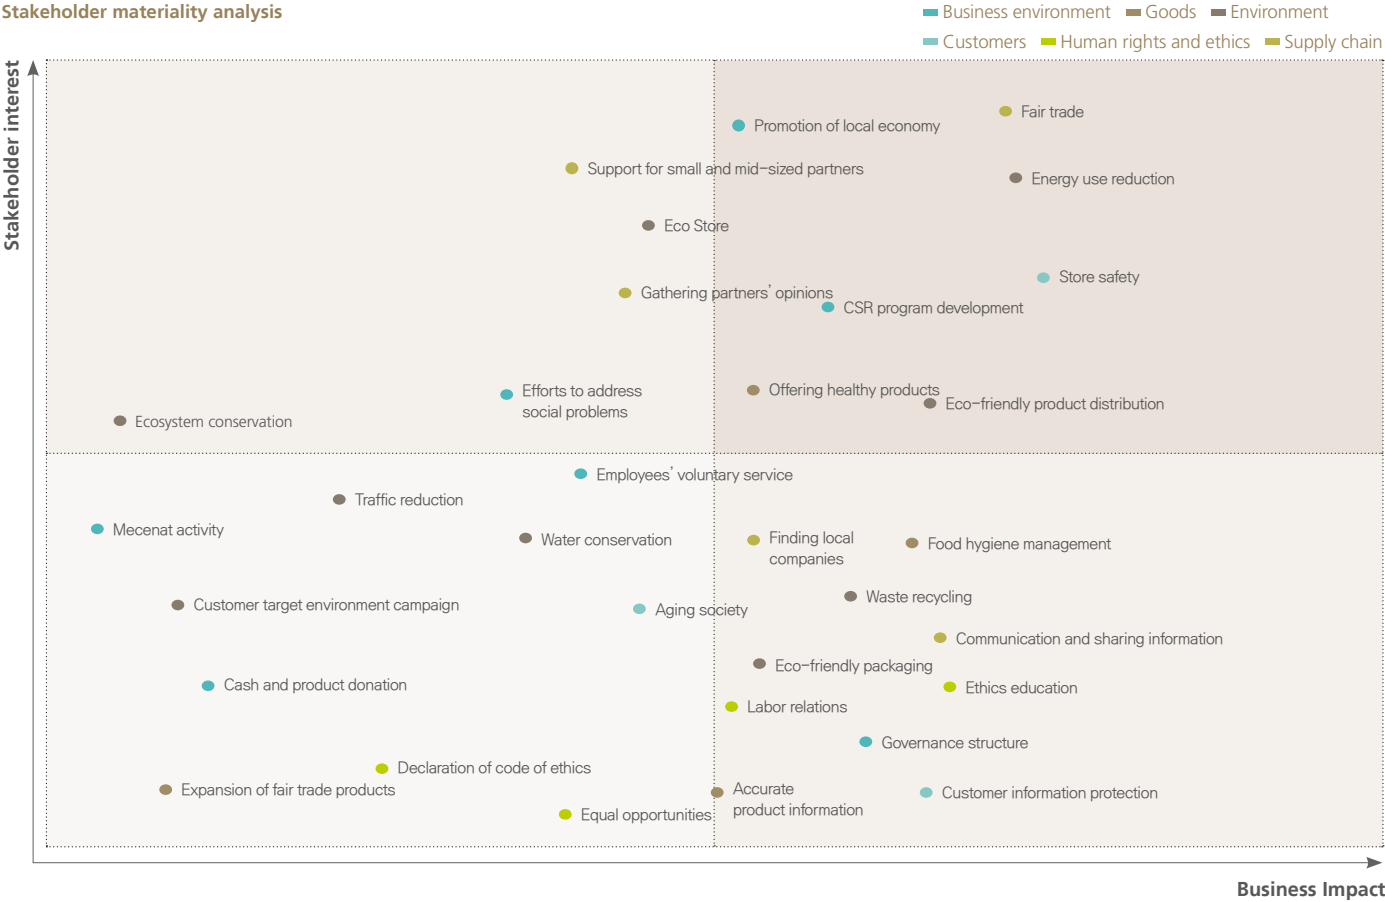 Stakeholder materiality analysis
Business environment Goods Environment
Customers Human rights and ethics Supply chain
Stakeholder interest
Fair trade
Promotion of local economy
Support for small and mid-sized partners
Energy use reduction
Eco Store
Store safety
Gathering partners' opinions
CSR program development
Offering healthy products
Efforts to address
social problems
Eco-friendly product distribution
Ecosystem conservation
Employees' voluntary service
Traffic reduction
Mecenat activity
Water conservation
Finding local
companies
Food hygiene management
Waste recycling
Customer target environment campaign
Aging society
Communication and sharing information
Eco-friendly packaging
Cash and product donation
Ethics education
Labor relations
Governance structure
Declaration of code of ethics
Expansion of fair trade products
Accurate
product information
Customer information protection
Equal opportunities
Business Impact